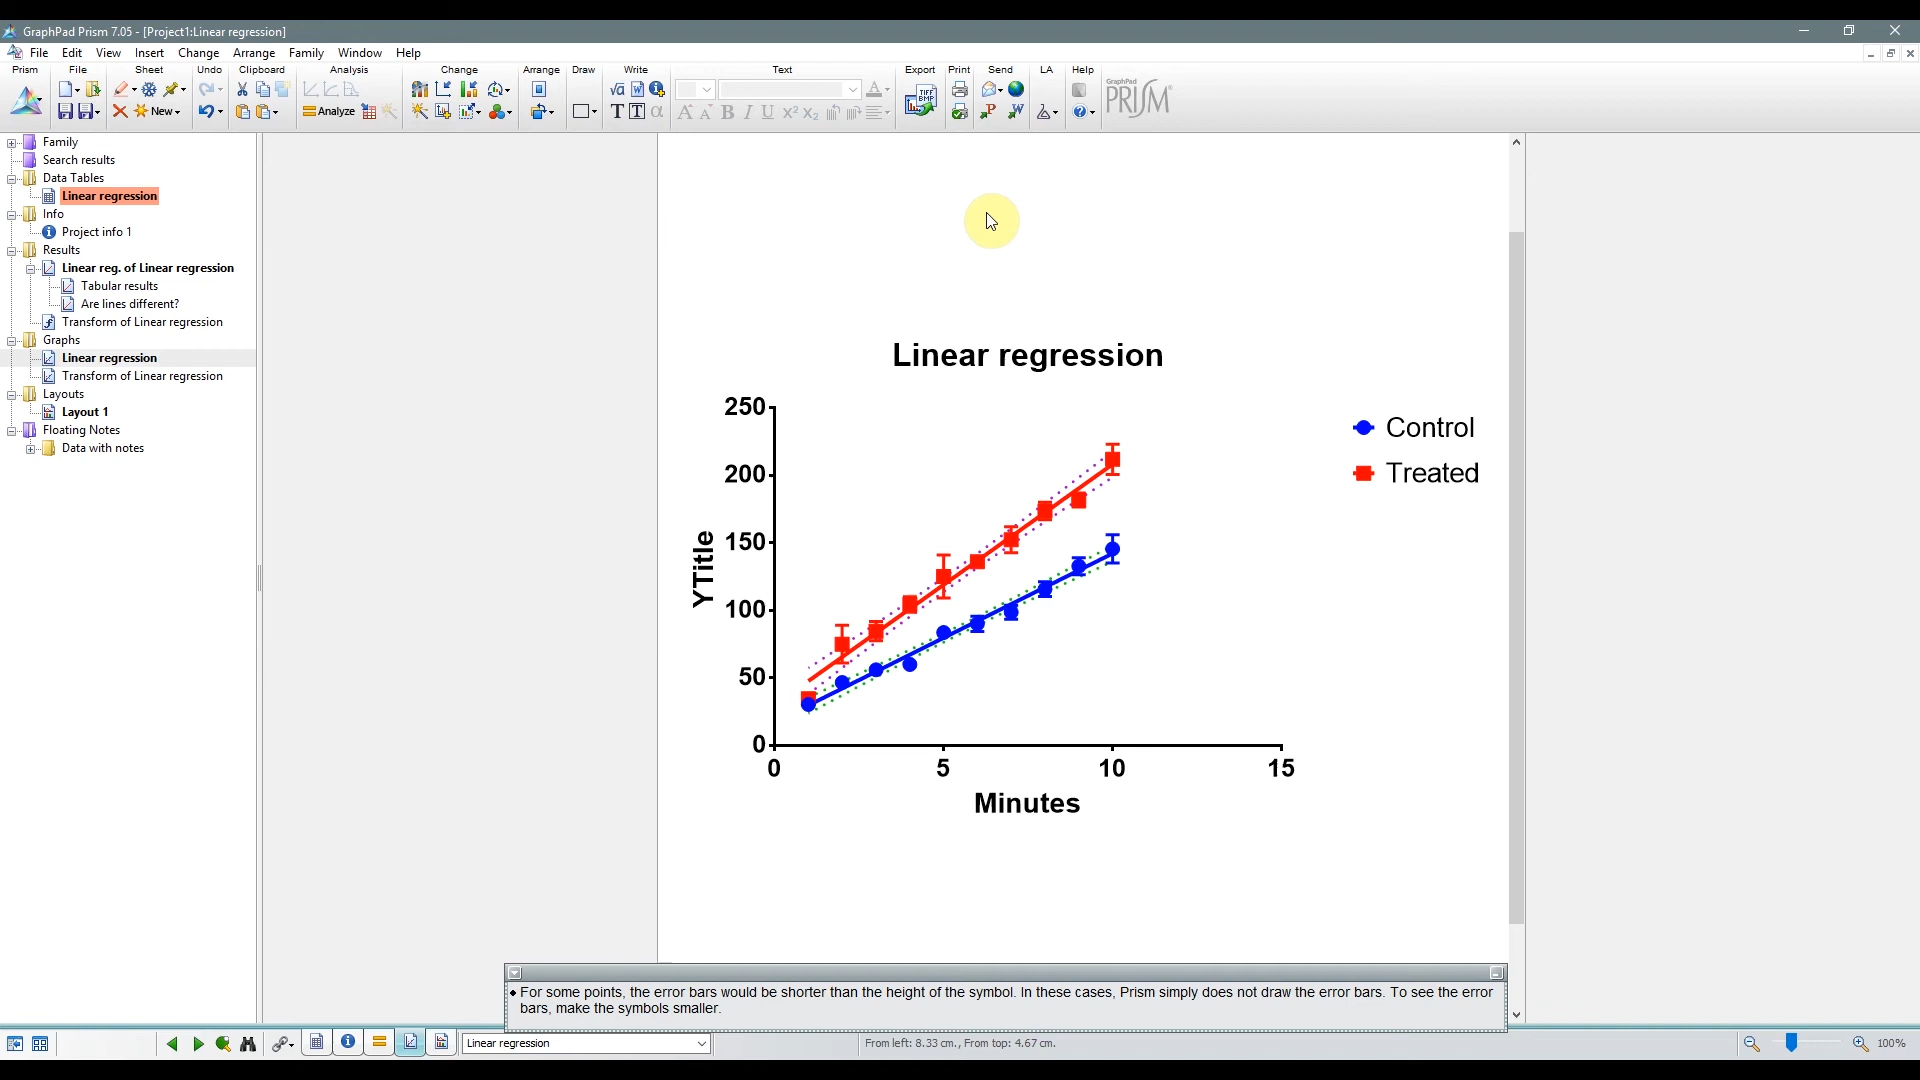 GraphPad Prism 7.05 - [Project1:Linear regression]
File Edit View Insert Change Arrange Family Window Help
Prism File Sheet Undo Clipboard Analysis Change Arrange Draw Write Text Export Print Send LA Help
GraphPad
PRISM
New
Analyze
Family
Search results
Data Tables
Linear regression
Info
Project info 1
Results
Linear reg. of Linear regression
Tabular results
Are lines different?
Transform of Linear regression
Graphs
Linear regression
Transform of Linear regression
Layouts
Layout 1
Floating Notes
Data with notes
Linear regression
250
200
150
100
50
0
YTitle
0 5 10 15
Minutes
Control
Treated
For some points, the error bars would be shorter than the height of the symbol. In these cases, Prism simply does not draw the error bars. To see the error
bars, make the symbols smaller.
Linear regression
From left: 8.33 cm., From top: 4.67 cm.
100%